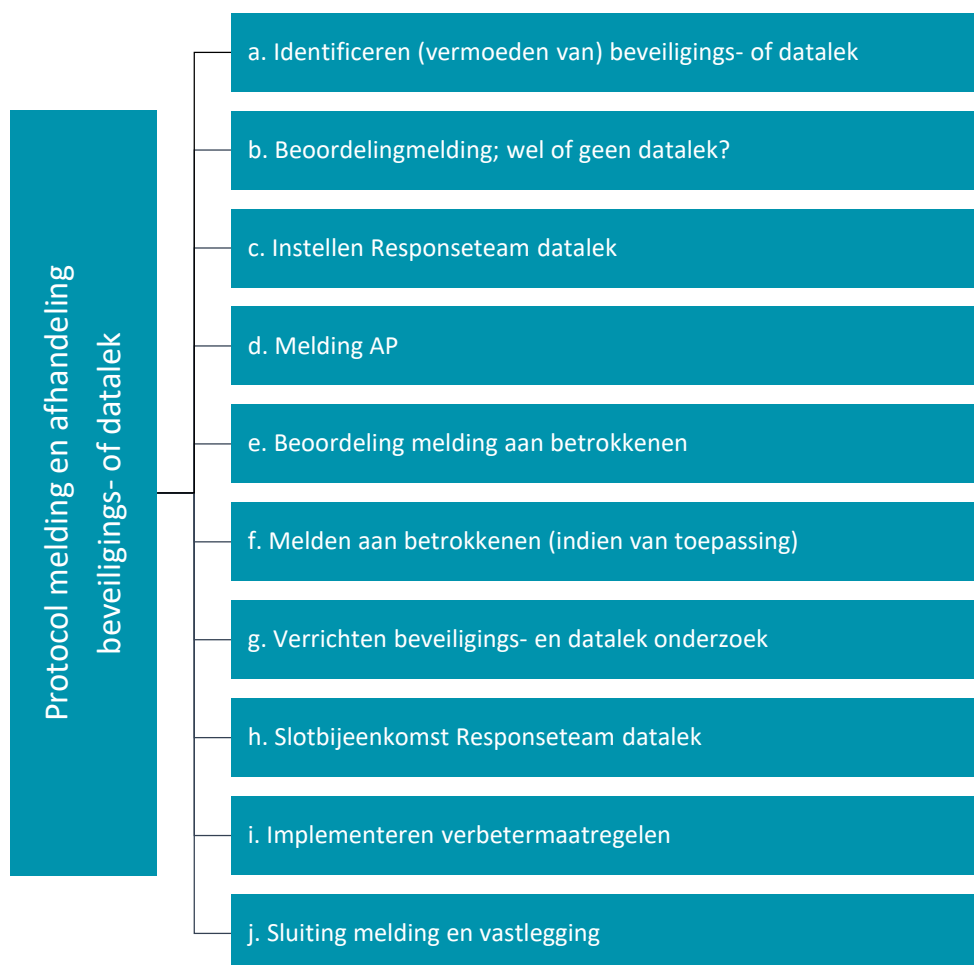 Protocol melding en afhandeling
beveiligings- of datalek
a. Identificeren (vermoeden van) beveiligings- of datalek
b. Beoordelingmelding; wel of geen datalek?
c. Instellen Responseteam datalek
d. Melding AP
e. Beoordeling melding aan betrokkenen
f. Melden aan betrokkenen (indien van toepassing)
g. Verrichten beveiligings- en datalek onderzoek
h. Slotbijeenkomst Responseteam datalek
i. Implementeren verbetermaatregelen
j. Sluiting melding en vastlegging